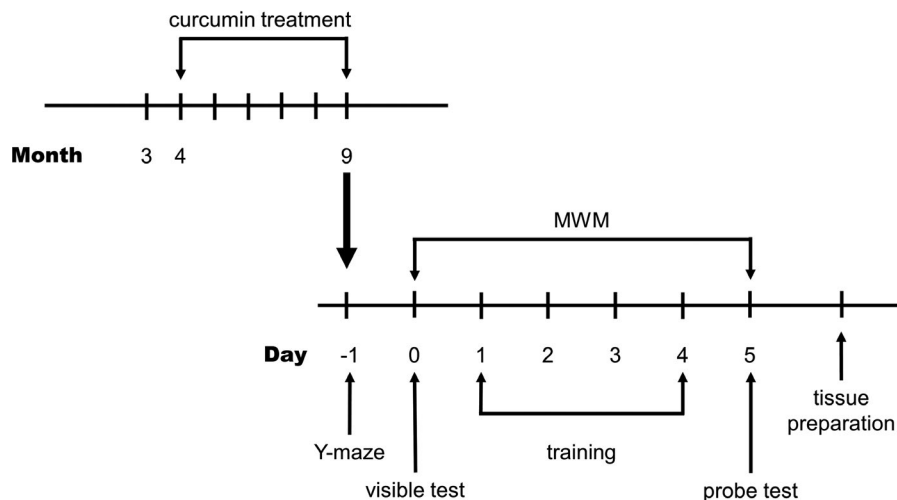 curcumin treatment
Month 3 4 9
MWM
Day -1 0 1 2 3 4 5
tissue
preparation
Y-maze training
visible test probe test